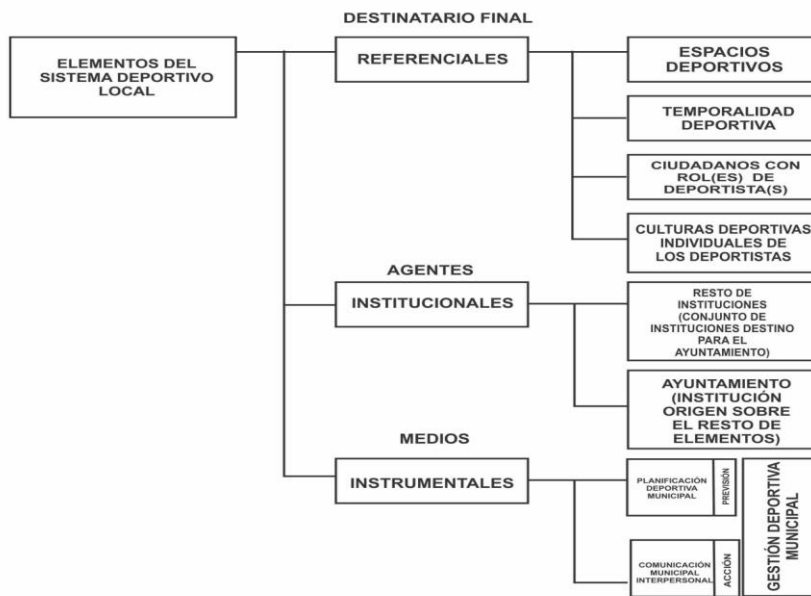 DESTINATARIO FINAL
ELEMENTOS DEL
SISTEMA DEPORTIVO
LOCAL
REFERENCIALES
ESPACIOS
DEPORTIVOS
TEMPORALIDAD
DEPORTIVA
CIUDADANOS CON
ROL(ES) DE
DEPORTISTA(S)
CULTURAS DEPORTIVAS
INDIVIDUALES DE
LOS DEPORTISTAS
AGENTES
INSTITUCIONALES
RESTO DE
INSTITUCIONES
(CONJUNTO DE
INSTITUCIONES DESTINO
PARA EL
AYUNTAMIENTO)
AYUNTAMIENTO
(INSTITUCIÓN
ORIGEN SOBRE
EL RESTO DE
ELEMENTOS)
MEDIOS
INSTRUMENTALES
PLANIFICACIÓN
DEPORTIVA
MUNICIPAL
PREVISIÓN
COMUNICACIÓN
MUNICIPAL
INTERPERSONAL
ACCIÓN
GESTIÓN DEPORTIVA
MUNICIPAL